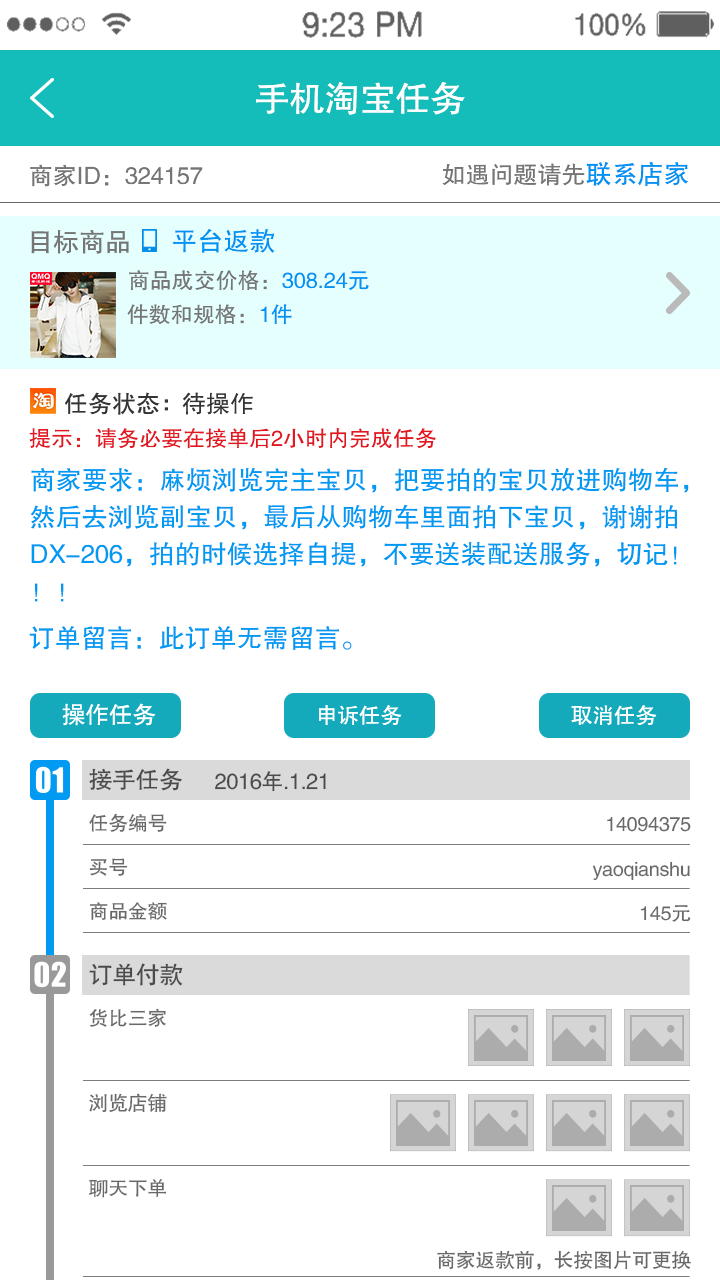 9:23 PM 100%
手机淘宝任务
商家ID：324157 如遇问题请先联系店家
目标商品 平台返款
QMQ
商品成交价格：308.24元
件数和规格：1件
淘 任务状态：待操作
提示：请务必要在接单后2小时内完成任务
商家要求：麻烦浏览完主宝贝，把要拍的宝贝放进购物车，
然后去浏览副宝贝，最后从购物车里面拍下宝贝，谢谢拍
DX-206，拍的时候选择自提，不要送装配送服务，切记！
！！
订单留言：此订单无需留言。
操作任务 申诉任务 取消任务
01 接手任务 2016年.1.21
任务编号 14094375
买号 yaoqianshu
商品金额 145元
02 订单付款
货比三家
浏览店铺
聊天下单
商家返款前，长按图片可更换